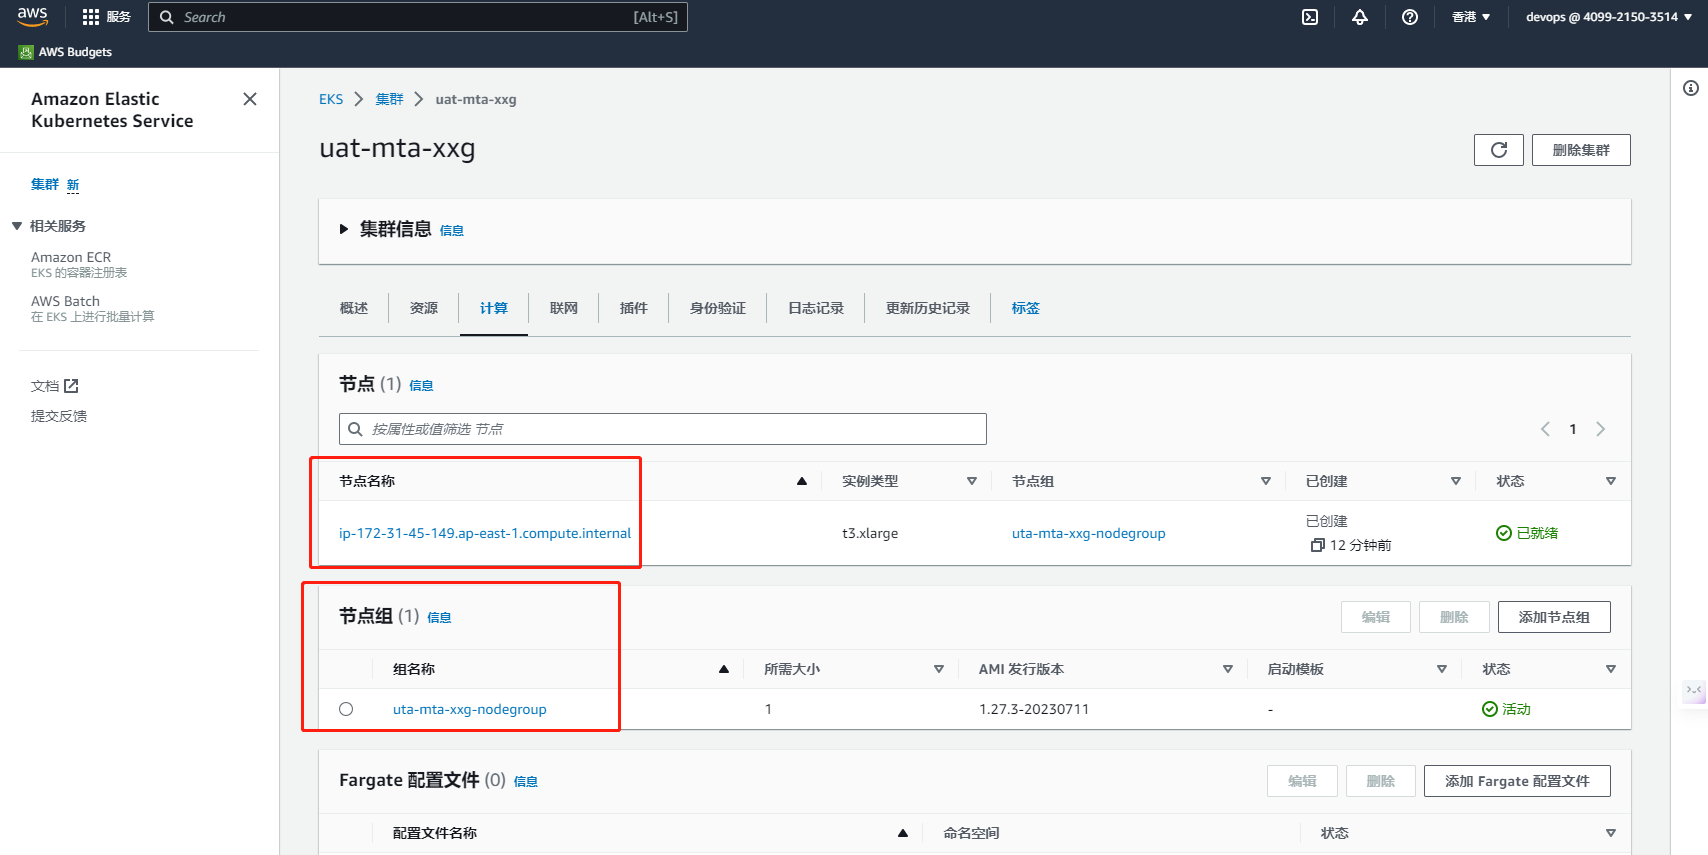 aws
服务
Search
[Alt+S]
香港
devops @ 4099-2150-3514
AWS Budgets
Amazon Elastic
Kubernetes Service
集群 新
相关服务
Amazon ECR
EKS 的容器注册表
AWS Batch
在 EKS 上进行批量计算
文档
提交反馈
EKS
集群
uat-mta-xxg
uat-mta-xxg
删除集群
集群信息 信息
概述
资源
计算
联网
插件
身份验证
日志记录
更新历史记录
标签
节点 (1) 信息
按属性或值筛选 节点
1
节点名称
实例类型
节点组
已创建
状态
ip-172-31-45-149.ap-east-1.compute.internal
t3.xlarge
uta-mta-xxg-nodegroup
已创建
12 分钟前
已就绪
节点组 (1) 信息
编辑
删除
添加节点组
组名称
所需大小
AMI 发行版本
启动模板
状态
uta-mta-xxg-nodegroup
1
1.27.3-20230711
-
活动
Fargate 配置文件 (0) 信息
编辑
删除
添加 Fargate 配置文件
配置文件名称
命名空间
状态